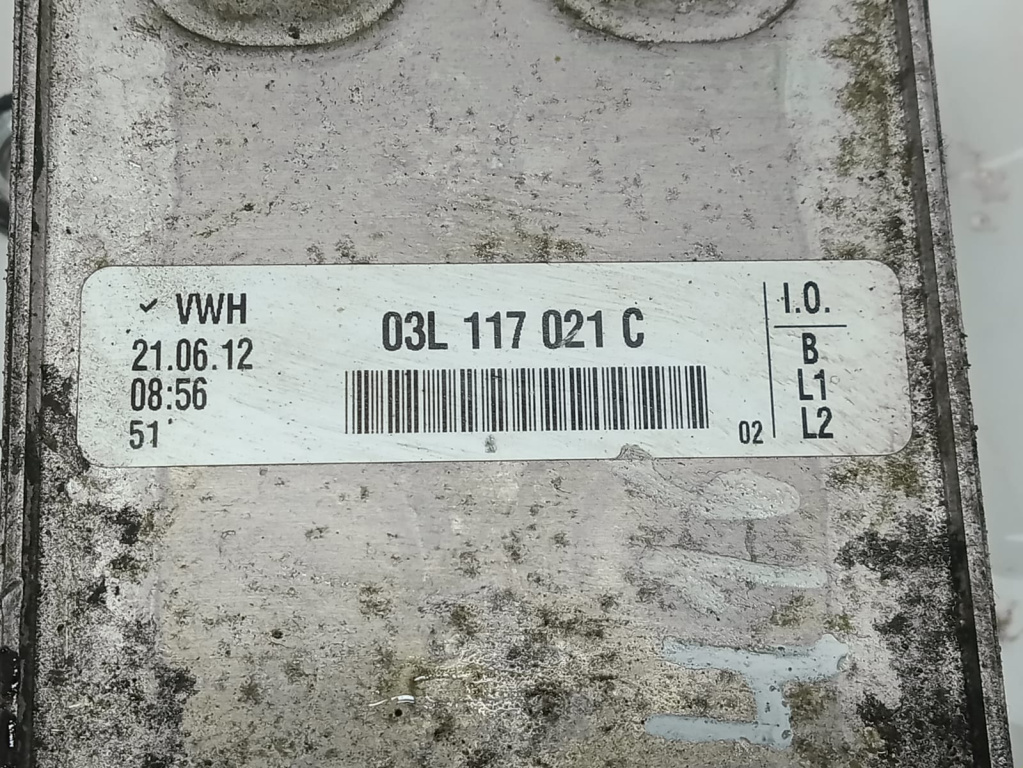 ✓ VWH
21.06.12
08:56
51
03L 117 021 C
02
I.O.
B
L1
L2